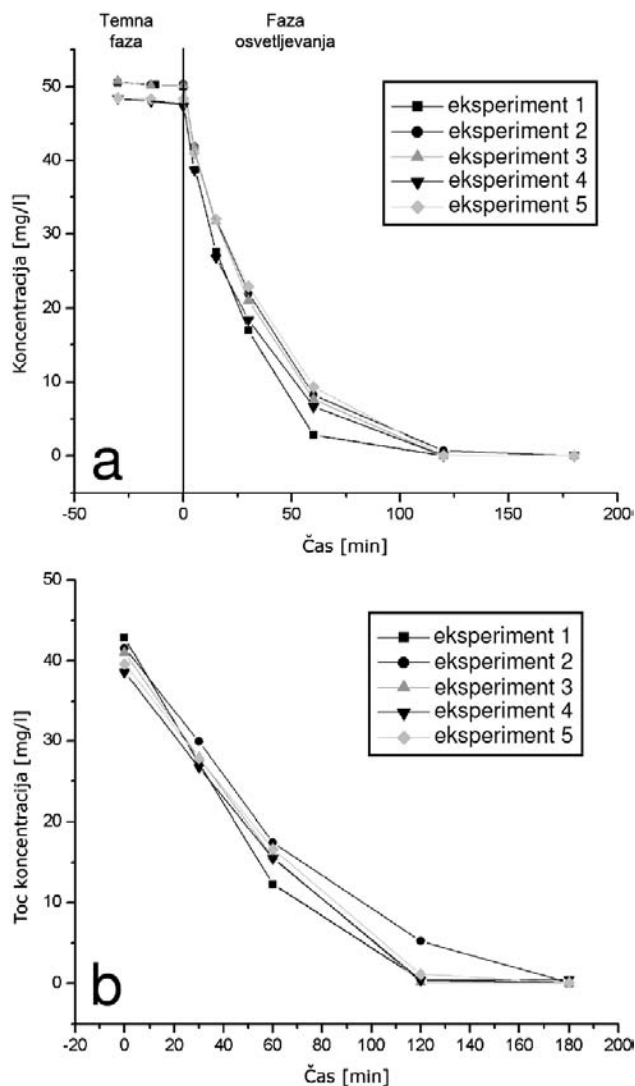 Temna
faza
Faza
osvetljevanja
50
40
30
20
10
0
Koncentracija [mg/l]
eksperiment 1
eksperiment 2
eksperiment 3
eksperiment 4
eksperiment 5
a
-50 0 50 100 150 200
Čas [min]
50
40
30
20
10
0
Toc koncentracija [mg/l]
eksperiment 1
eksperiment 2
eksperiment 3
eksperiment 4
eksperiment 5
b
-20 0 20 40 60 80 100 120 140 160 180 200
Čas [min]